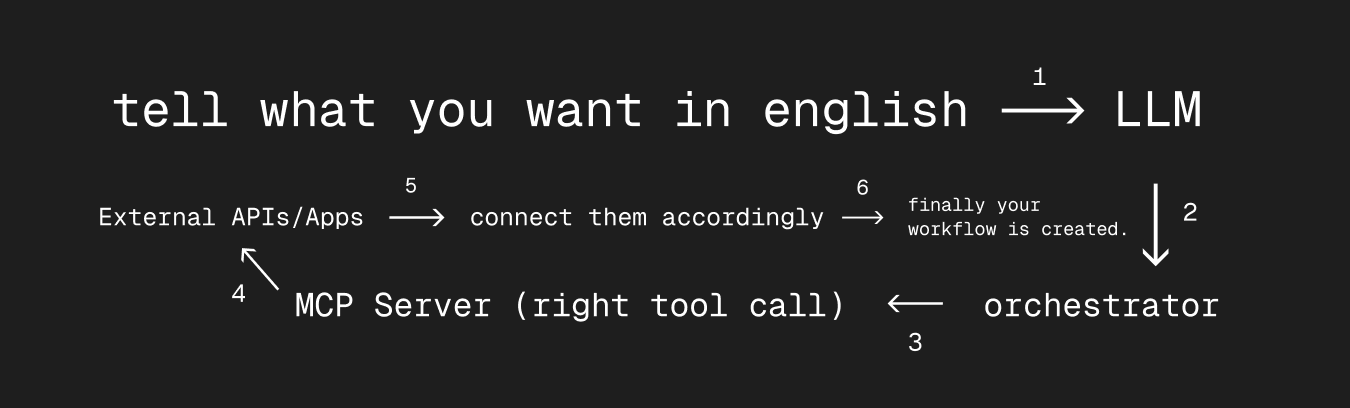 1
tell what you want in english → LLM
5
6
External APIs/Apps → connect them accordingly → finally your
workflow is created.
2
4
MCP Server (right tool call) ← orchestrator
3